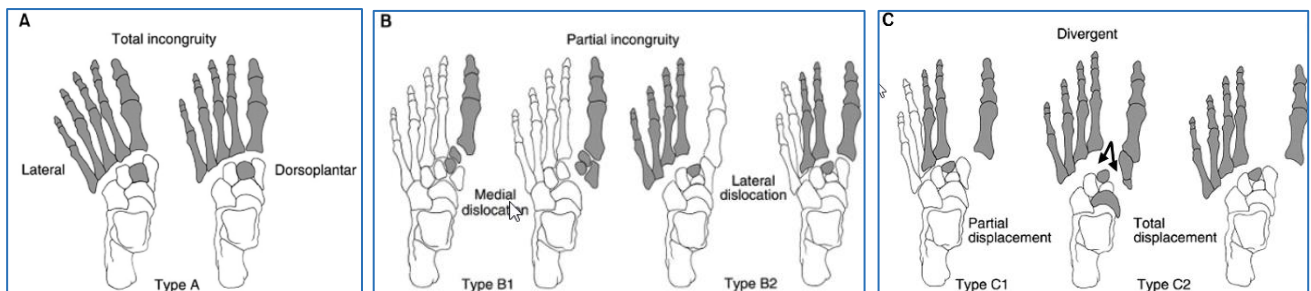 A
Total incongruity
Lateral
Dorsoplantar
Type A
B
Partial incongruity
Medial
dislocation
Lateral
dislocation
Type B1
Type B2
C
Divergent
Partial
displacement
Total
displacement
Type C1
Type C2